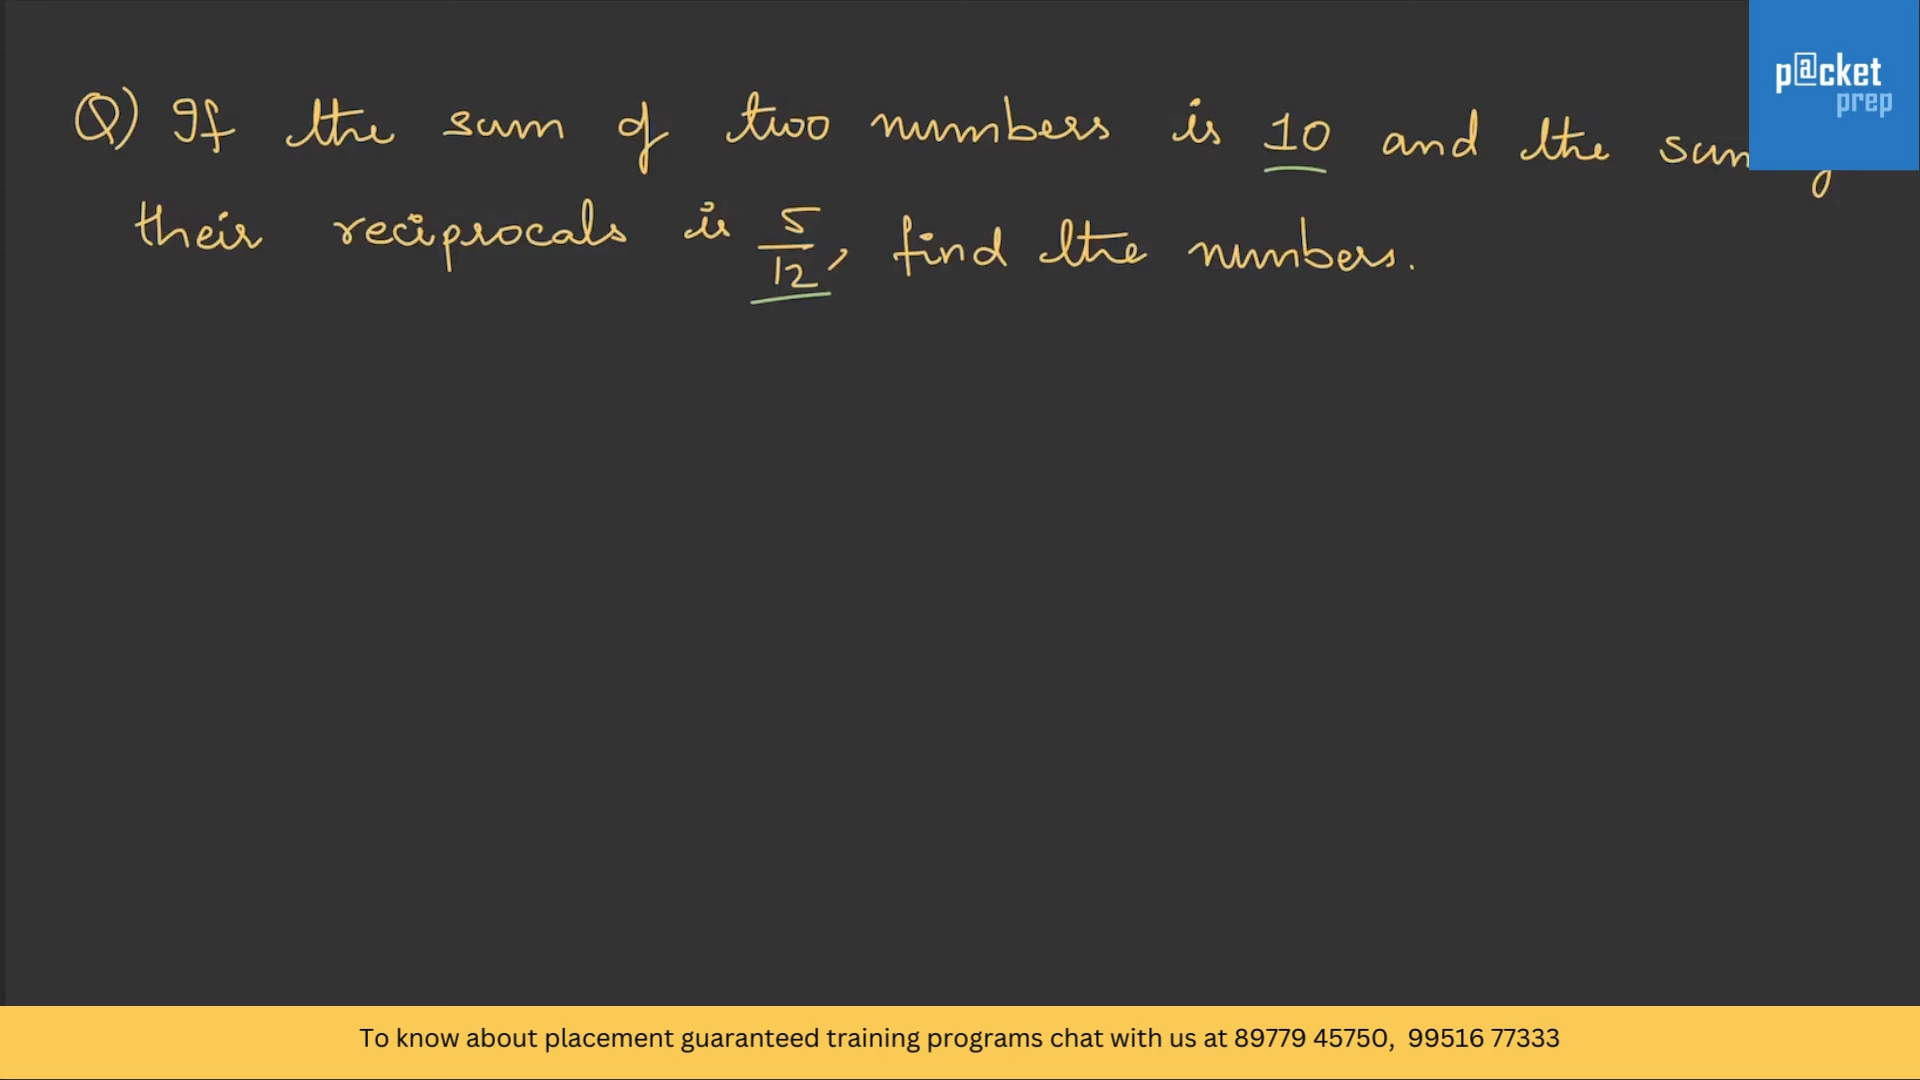 p@cket
prep
Q) If the sum of two numbers is 10 and the sum
their reciprocals is 5/12, find the numbers.
To know about placement guaranteed training programs chat with us at 89779 45750, 99516 77333